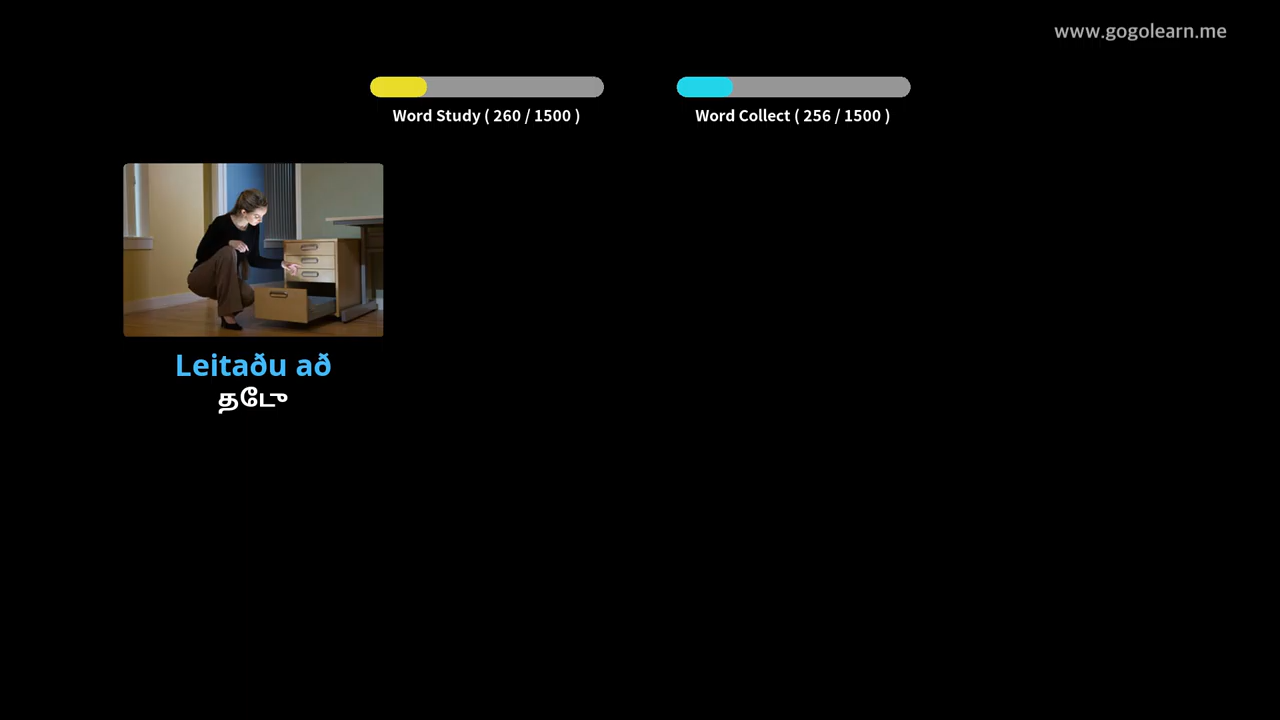 www.gogolearn.me
Word Study ( 260 / 1500 )
Word Collect ( 256 / 1500 )
Leitaðu að
தடேு